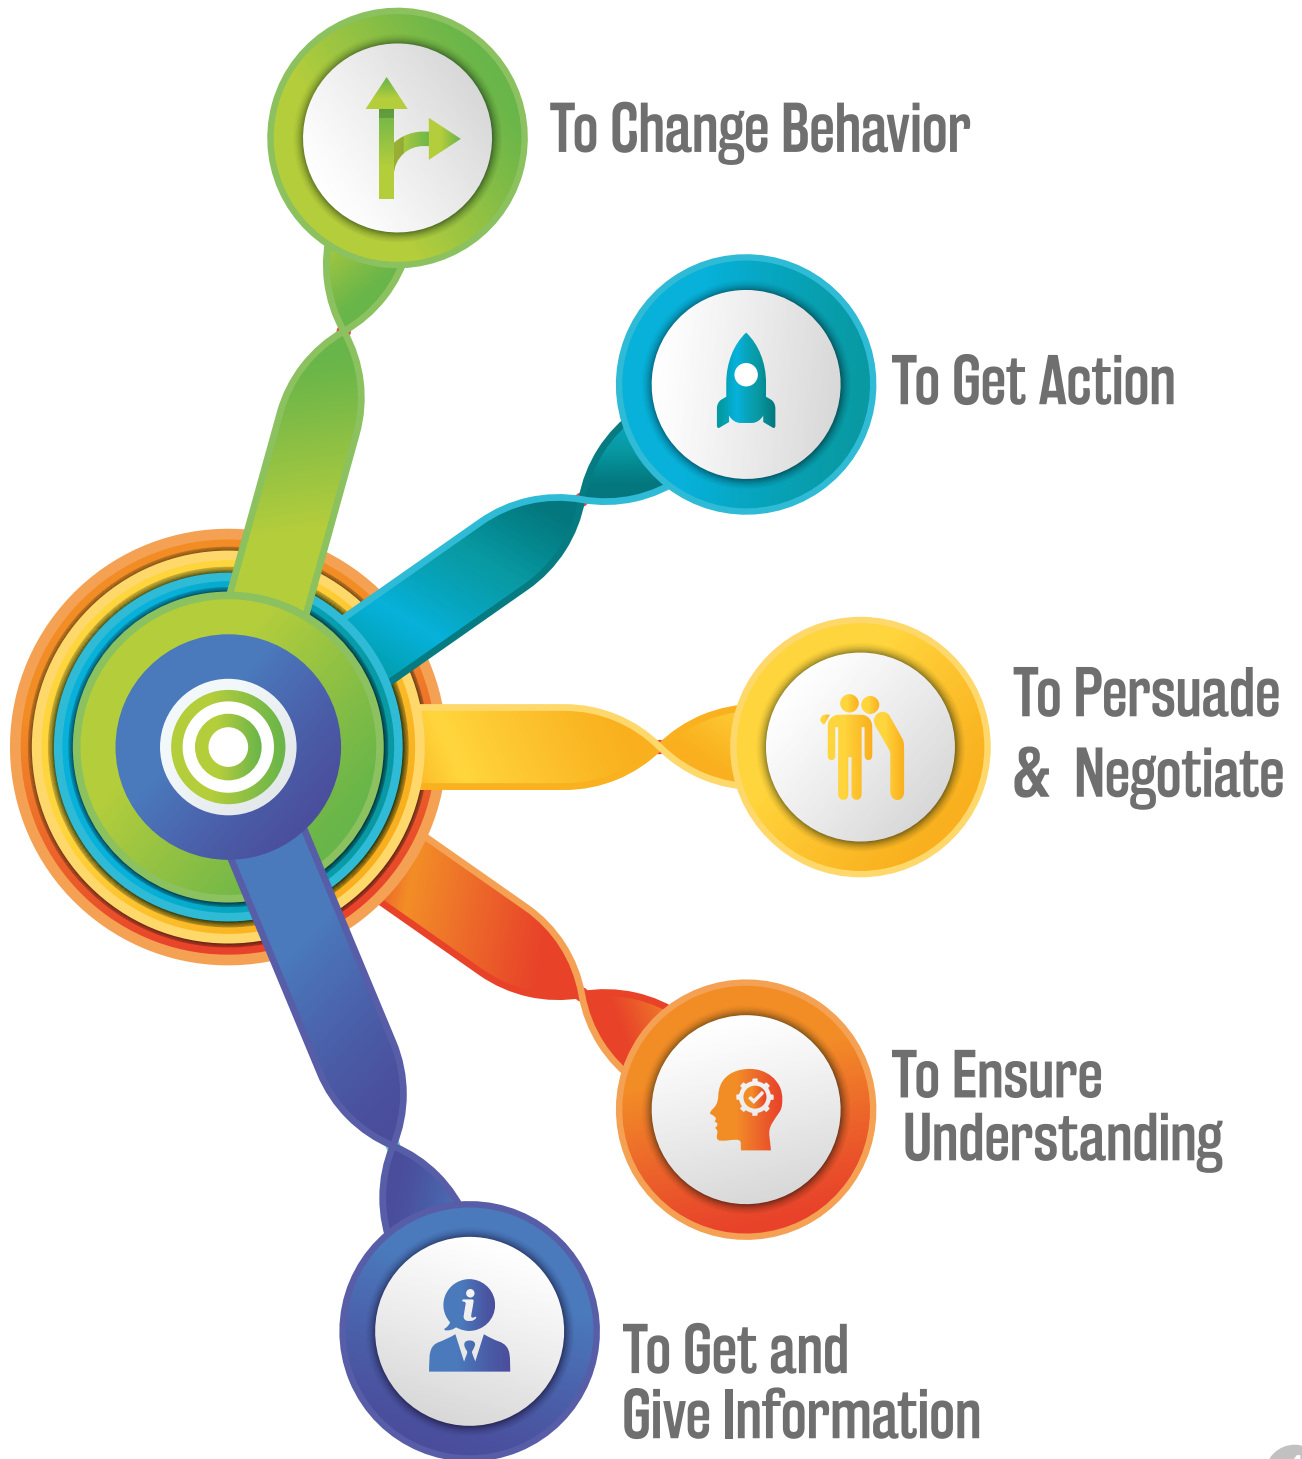 To Change Behavior
To Get Action
To Persuade
& Negotiate
To Ensure
Understanding
i
To Get and
Give Information